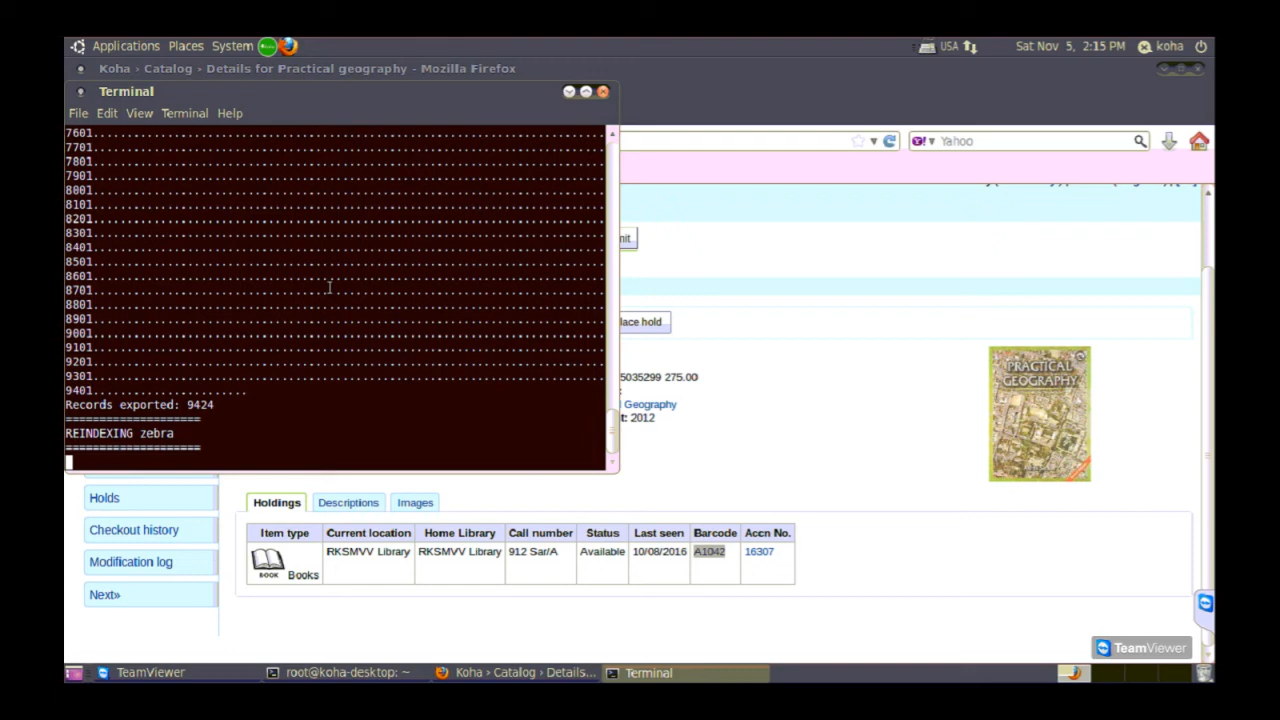 Applications Places System
USA
Sat Nov 5, 2:15 PM
koha
Koha › Catalog › Details for Practical geography - Mozilla Firefox
Terminal
File Edit View Terminal Help
Yahoo
7601
7701
7801
7901
8001
8101
8201
8301
8401
8501
8601
8701
8801
8901
9001
9101
9201
9301
9401
Records exported: 9424
====================
REINDEXING zebra
====================
nit
lace hold
5035299 275.00
l Geography
t: 2012
PRACTICAL
GEOGRAPHY
Holds
Checkout history
Modification log
Next»
Holdings Descriptions Images
Item type Current location Home Library Call number Status Last seen Barcode Accn No.
BOOK Books RKSMVV Library RKSMVV Library 912 Sar/A Available 10/08/2016 A1042 16307
TeamViewer
TeamViewer
root@koha-desktop: ~
Koha › Catalog › Details...
Terminal